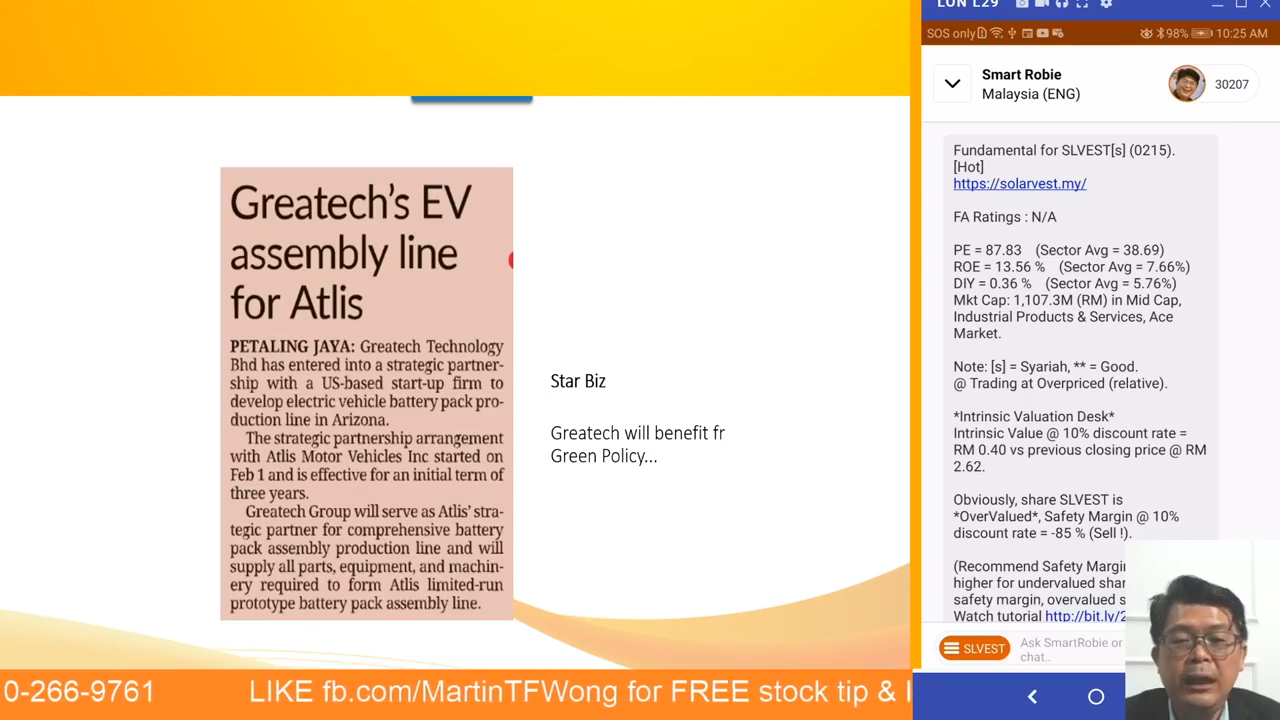 Greatech's EV
assembly line
for Atlis
PETALING JAYA: Greatech Technology
Bhd has entered into a strategic partner-
ship with a US-based start-up firm to
develop electric vehicle battery pack pro-
duction line in Arizona.
The strategic partnership arrangement
with Atlis Motor Vehicles Inc started on
Feb 1 and is effective for an initial term of
three years.
Greatech Group will serve as Atlis' stra-
tegic partner for comprehensive battery
pack assembly production line and will
supply all parts, equipment, and machin-
ery required to form Atlis limited-run
prototype battery pack assembly line.
Star Biz
Greatech will benefit fr
Green Policy...
LON L29
SOS only
98%
10:25 AM
Smart Robie
Malaysia (ENG)
30207
Fundamental for SLVEST[s] (0215).
[Hot]
https://solarvest.my/
FA Ratings : N/A
PE = 87.83 (Sector Avg = 38.69)
ROE = 13.56 % (Sector Avg = 7.66%)
DIY = 0.36 % (Sector Avg = 5.76%)
Mkt Cap: 1,107.3M (RM) in Mid Cap,
Industrial Products & Services, Ace
Market.
Note: [s] = Syariah, ** = Good.
@ Trading at Overpriced (relative).
*Intrinsic Valuation Desk*
Intrinsic Value @ 10% discount rate =
RM 0.40 vs previous closing price @ RM
2.62.
Obviously, share SLVEST is
*OverValued*, Safety Margin @ 10%
discount rate = -85 % (Sell !).
(Recommend Safety Margi
higher for undervalued shar
safety margin, overvalued s
Watch tutorial http://bit.ly/2
SLVEST
Ask SmartRobie or
chat..
0-266-9761 LIKE fb.com/MartinTFWong for FREE stock tip &